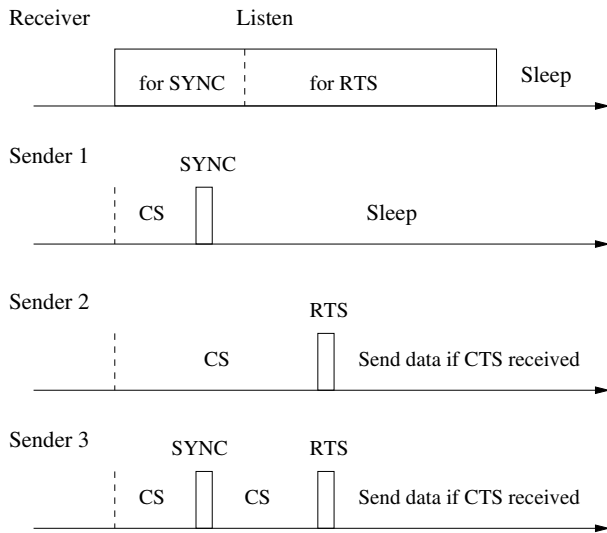 Receiver Listen
for SYNC for RTS Sleep
Sender 1
SYNC
CS Sleep
Sender 2
RTS
CS Send data if CTS received
Sender 3
SYNC RTS
CS CS Send data if CTS received